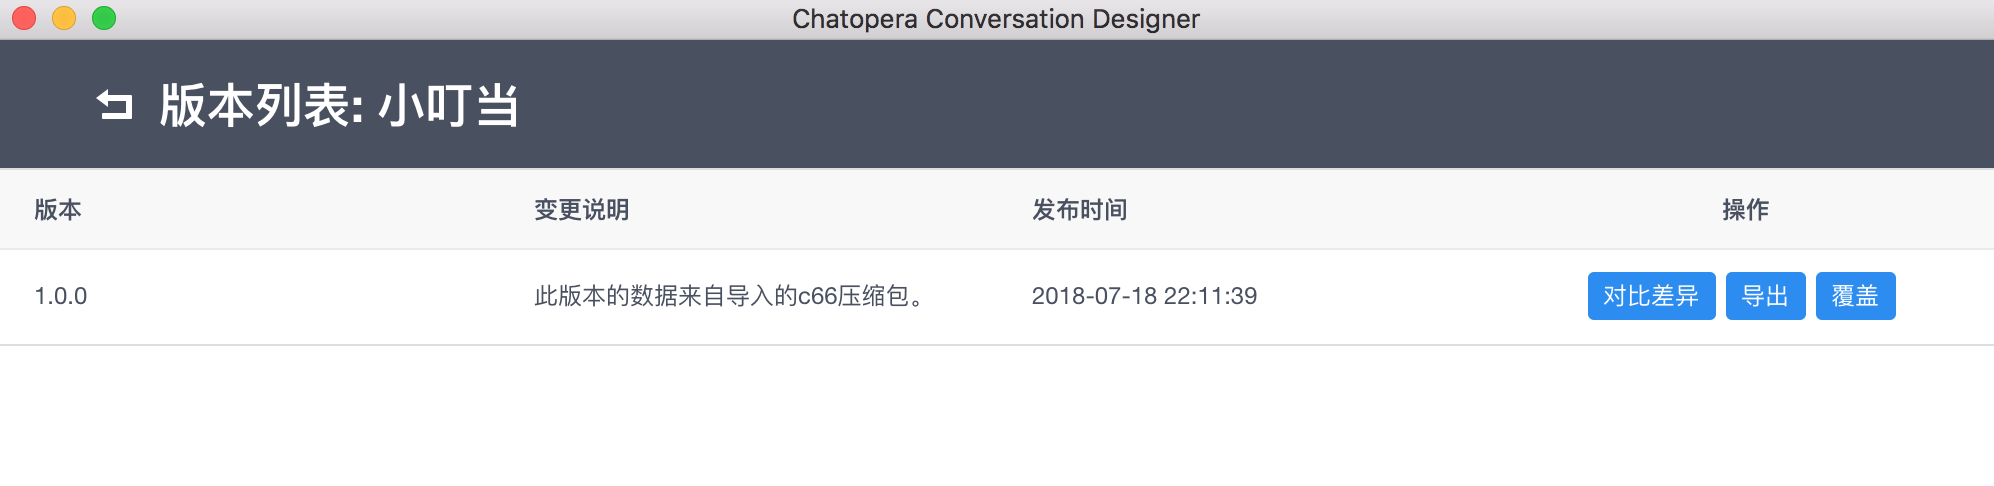 Chatopera Conversation Designer
版本列表: 小叮当
版本 变更说明 发布时间 操作
1.0.0 此版本的数据来自导入的c66压缩包。 2018-07-18 22:11:39 对比差异 导出 覆盖